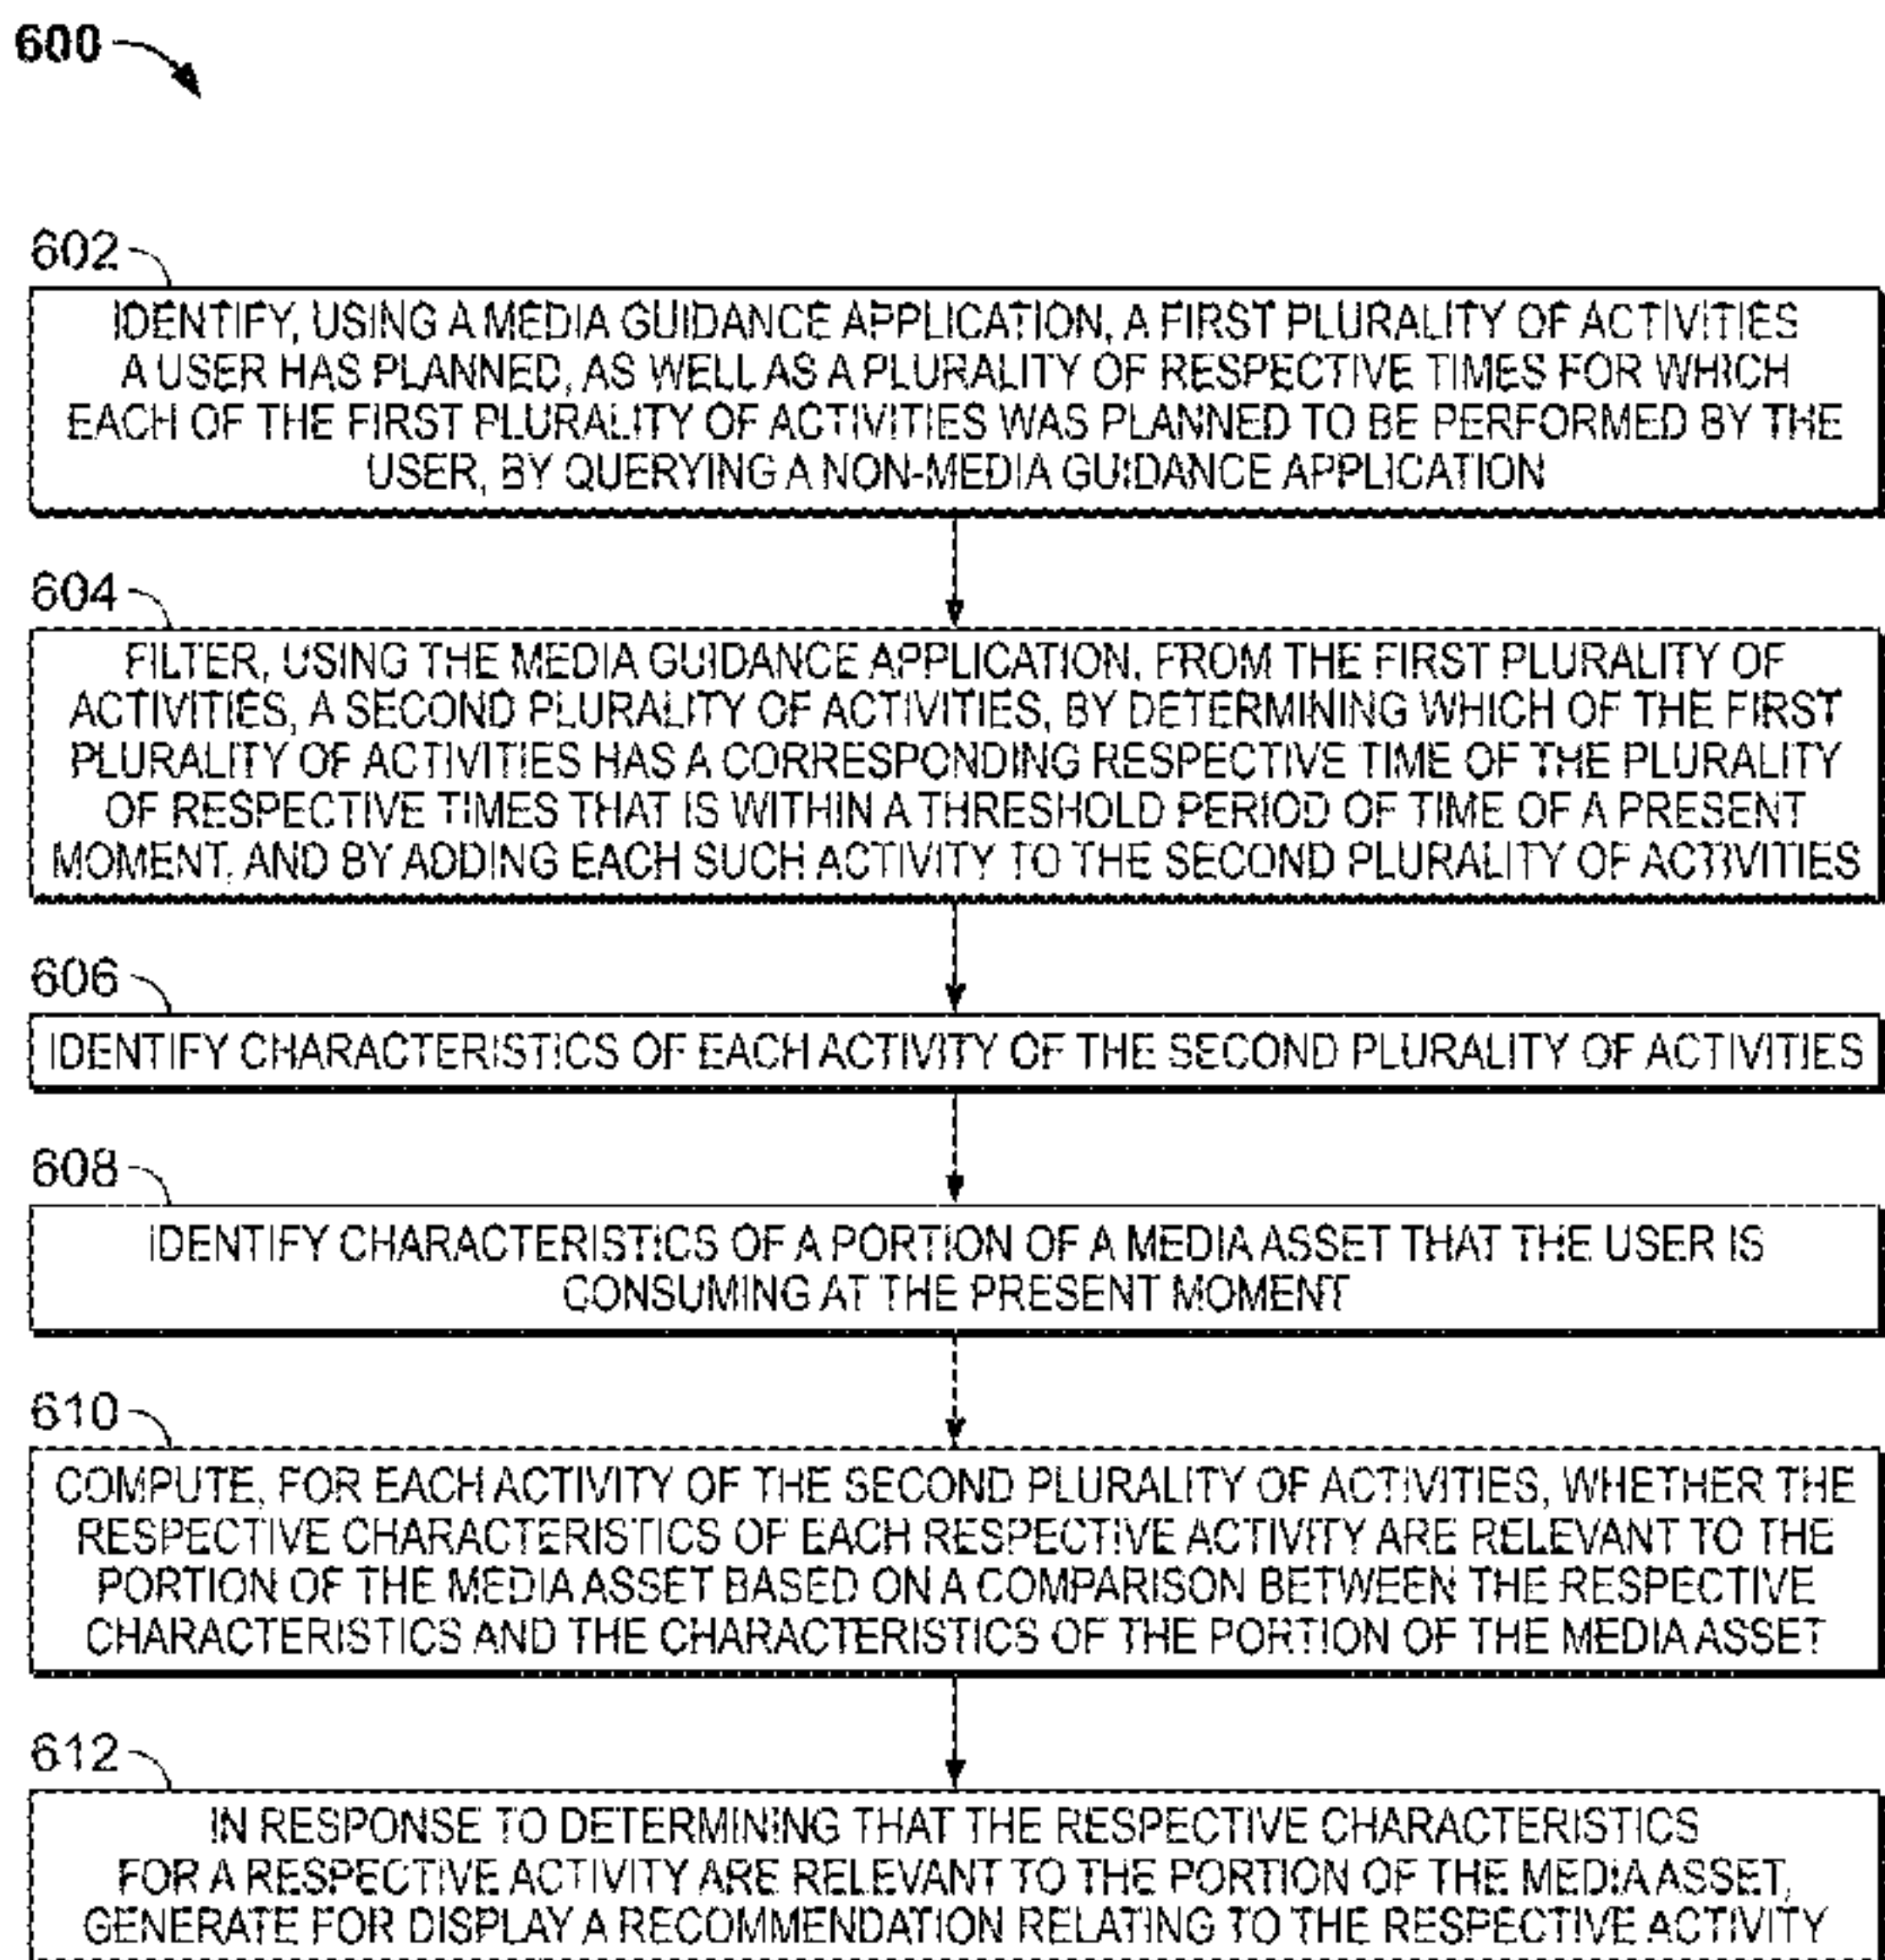 600
602
IDENTIFY, USING A MEDIA GUIDANCE APPLICATION, A FIRST PLURALITY OF ACTIVITIES
A USER HAS PLANNED, AS WELL AS A PLURALITY OF RESPECTIVE TIMES FOR WHICH
EACH OF THE FIRST PLURALITY OF ACTIVITIES WAS PLANNED TO BE PERFORMED BY THE
USER, BY QUERYING A NON-MEDIA GUIDANCE APPLICATION
604
FILTER, USING THE MEDIA GUIDANCE APPLICATION, FROM THE FIRST PLURALITY OF
ACTIVITIES, A SECOND PLURALITY OF ACTIVITIES, BY DETERMINING WHICH OF THE FIRST
PLURALITY OF ACTIVITIES HAS A CORRESPONDING RESPECTIVE TIME OF THE PLURALITY
OF RESPECTIVE TIMES THAT IS WITHIN A THRESHOLD PERIOD OF TIME OF A PRESENT
MOMENT, AND BY ADDING EACH SUCH ACTIVITY TO THE SECOND PLURALITY OF ACTIVITIES
606
IDENTIFY CHARACTERISTICS OF EACH ACTIVITY OF THE SECOND PLURALITY OF ACTIVITIES
608
IDENTIFY CHARACTERISTICS OF A PORTION OF A MEDIA ASSET THAT THE USER IS
CONSUMING AT THE PRESENT MOMENT
610
COMPUTE, FOR EACH ACTIVITY OF THE SECOND PLURALITY OF ACTIVITIES, WHETHER THE
RESPECTIVE CHARACTERISTICS OF EACH RESPECTIVE ACTIVITY ARE RELEVANT TO THE
PORTION OF THE MEDIA ASSET BASED ON A COMPARISON BETWEEN THE RESPECTIVE
CHARACTERISTICS AND THE CHARACTERISTICS OF THE PORTION OF THE MEDIA ASSET
612
IN RESPONSE TO DETERMINING THAT THE RESPECTIVE CHARACTERISTICS
FOR A RESPECTIVE ACTIVITY ARE RELEVANT TO THE PORTION OF THE MEDIA ASSET,
GENERATE FOR DISPLAY A RECOMMENDATION RELATING TO THE RESPECTIVE ACTIVITY